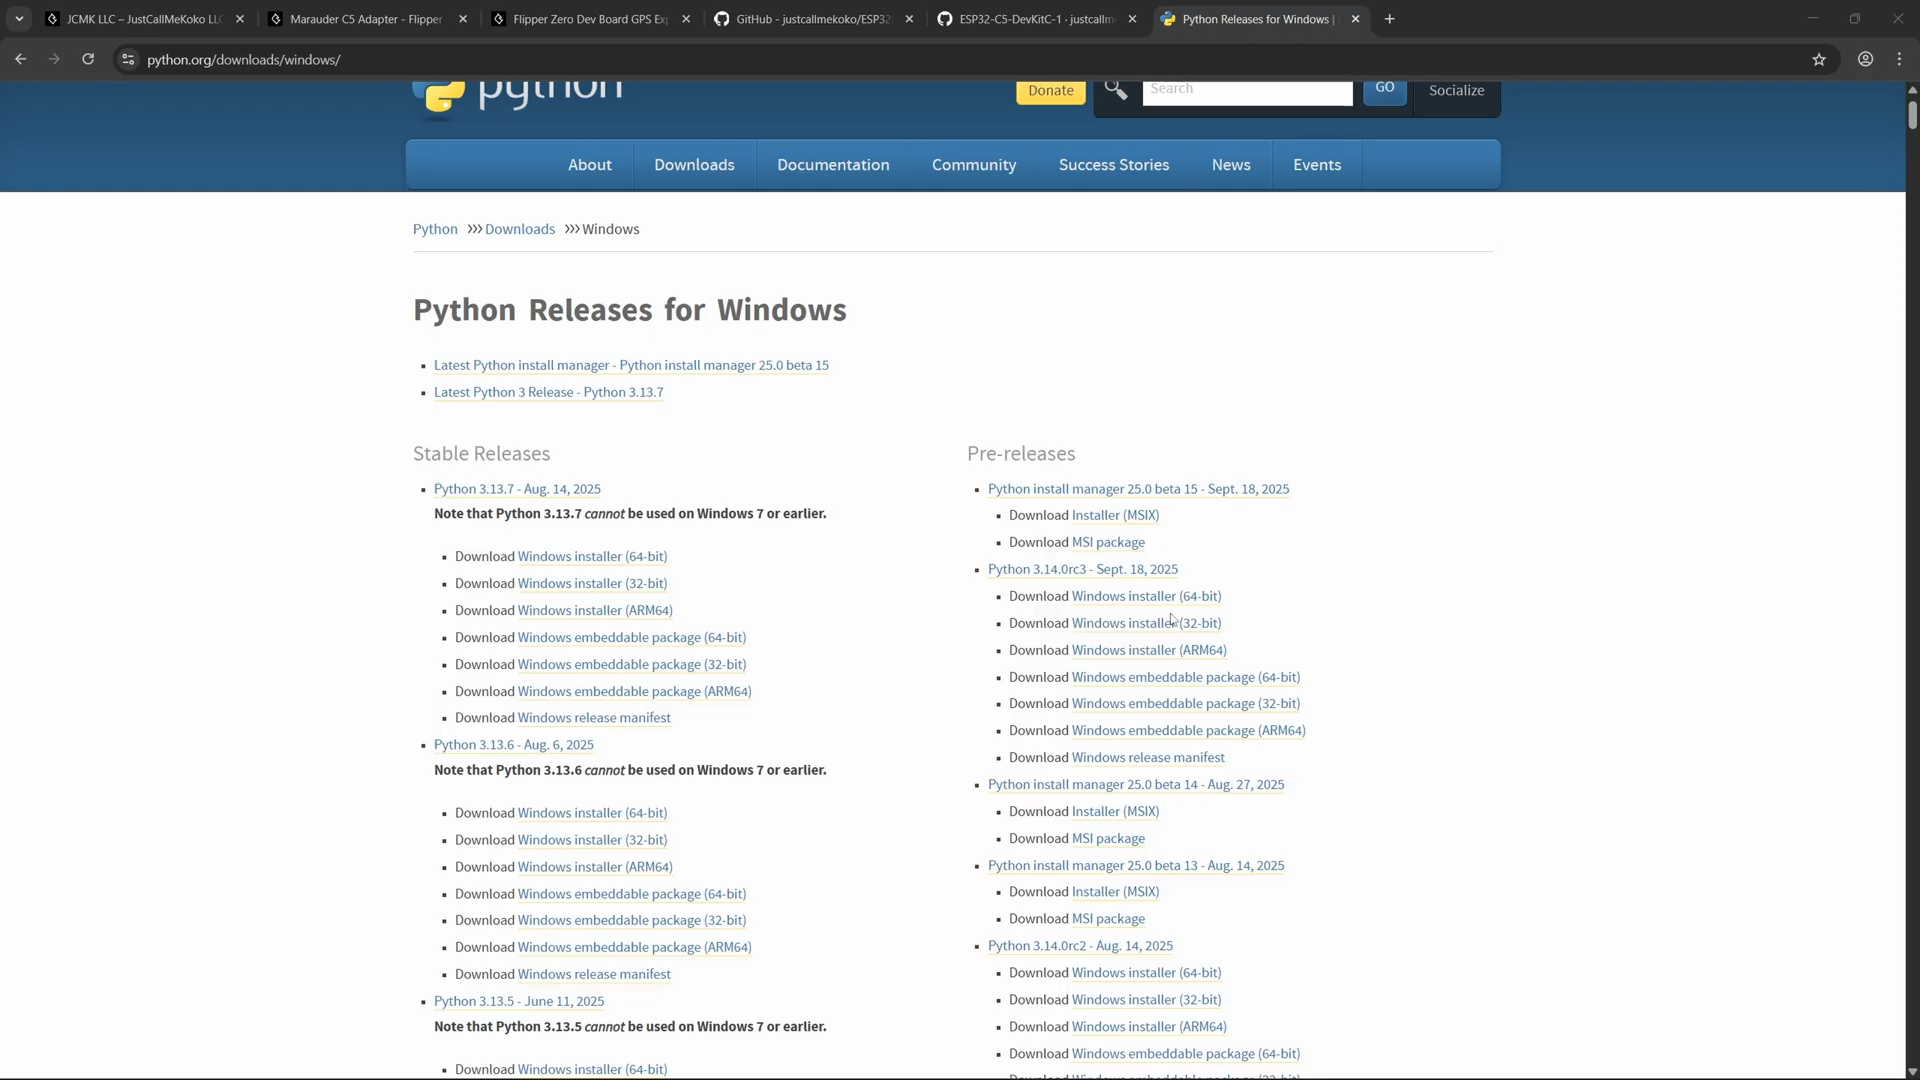 JCMK LLC – JustCallMeKoko LLC
Marauder C5 Adapter - Flipper
Flipper Zero Dev Board GPS Ex
GitHub - justcallmekoko/ESP32
ESP32-C5-DevKitC-1 · justcallm
Python Releases for Windows |
python.org/downloads/windows/
python
Donate
Search
GO
Socialize
About
Downloads
Documentation
Community
Success Stories
News
Events
Python >>> Downloads >>> Windows
Python Releases for Windows
Latest Python install manager - Python install manager 25.0 beta 15
Latest Python 3 Release - Python 3.13.7
Stable Releases
Python 3.13.7 - Aug. 14, 2025
Note that Python 3.13.7 cannot be used on Windows 7 or earlier.
Download Windows installer (64-bit)
Download Windows installer (32-bit)
Download Windows installer (ARM64)
Download Windows embeddable package (64-bit)
Download Windows embeddable package (32-bit)
Download Windows embeddable package (ARM64)
Download Windows release manifest
Python 3.13.6 - Aug. 6, 2025
Note that Python 3.13.6 cannot be used on Windows 7 or earlier.
Download Windows installer (64-bit)
Download Windows installer (32-bit)
Download Windows installer (ARM64)
Download Windows embeddable package (64-bit)
Download Windows embeddable package (32-bit)
Download Windows embeddable package (ARM64)
Download Windows release manifest
Python 3.13.5 - June 11, 2025
Note that Python 3.13.5 cannot be used on Windows 7 or earlier.
Download Windows installer (64-bit)
Pre-releases
Python install manager 25.0 beta 15 - Sept. 18, 2025
Download Installer (MSIX)
Download MSI package
Python 3.14.0rc3 - Sept. 18, 2025
Download Windows installer (64-bit)
Download Windows installer (32-bit)
Download Windows installer (ARM64)
Download Windows embeddable package (64-bit)
Download Windows embeddable package (32-bit)
Download Windows embeddable package (ARM64)
Download Windows release manifest
Python install manager 25.0 beta 14 - Aug. 27, 2025
Download Installer (MSIX)
Download MSI package
Python install manager 25.0 beta 13 - Aug. 14, 2025
Download Installer (MSIX)
Download MSI package
Python 3.14.0rc2 - Aug. 14, 2025
Download Windows installer (64-bit)
Download Windows installer (32-bit)
Download Windows installer (ARM64)
Download Windows embeddable package (64-bit)